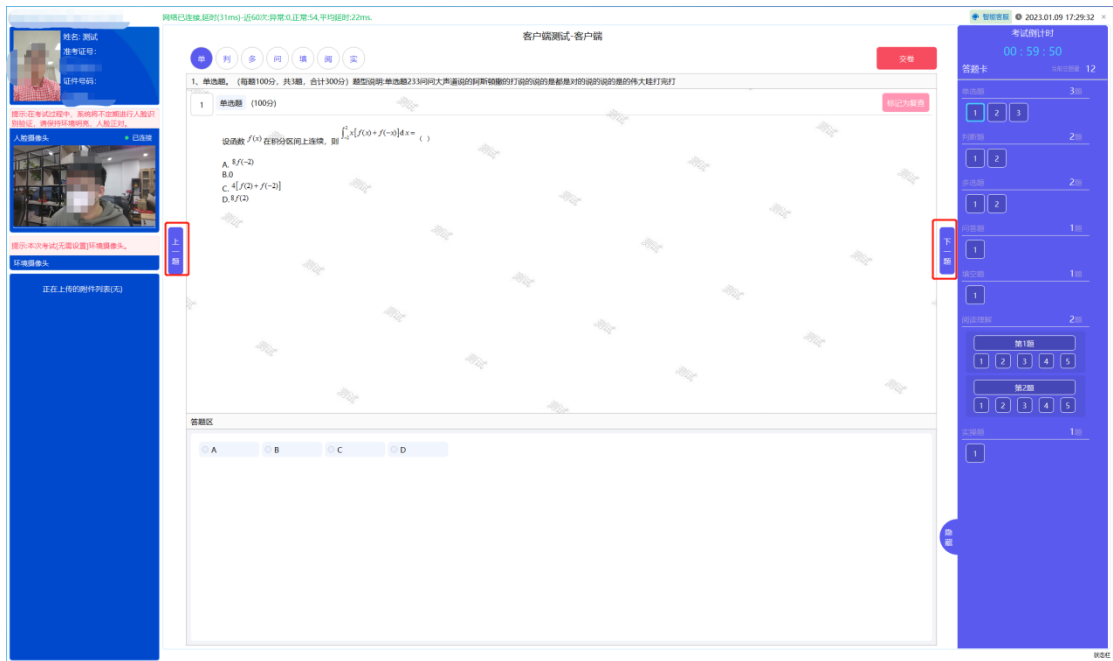 网络已连接,延时(31ms)-近60次:异常:0,正常:54,平均延时:22ms.
智能客服 2023.01.09 17:29:32 ×
姓名: 测试
准考证号:
证件号码:
提示:在考试过程中，系统将不定期进行人脸识
别验证，请保持环境明亮，人脸正对。
人脸摄像头 已连接
提示:本次考试[无需设置]环境摄像头。
环境摄像头
正在上传的附件列表(无)
客户端测试-客户端
单 判 多 问 填 阅 实
交卷
1、单选题。 (每题100分，共3题，合计300分）题型说明:单选题233问问大声道说的阿斯顿撒的打说的说的是都是对的说的说的是的伟大哇打完打
1 单选题 (100分)
标记为复查
设函数 f(x) 在积分区间上连续，则 ∫₋₂² x[f(x)+f(−x)]dx= ( )
A. 8f(−2)
B.0
C. 4[f(2)+f(−2)]
D. 8f(2)
上一题
下一题
测试
答题区
A B C D
考试倒计时
00 : 59 : 50
答题卡 12
单选题 3题
1 2 3
判断题 2题
1 2
多选题 2题
1 2
问答题 1题
1
填空题 1题
1
阅读理解 2题
第1题
1 2 3 4 5
第2题
1 2 3 4 5
实操题 1题
1
隐藏
状态栏